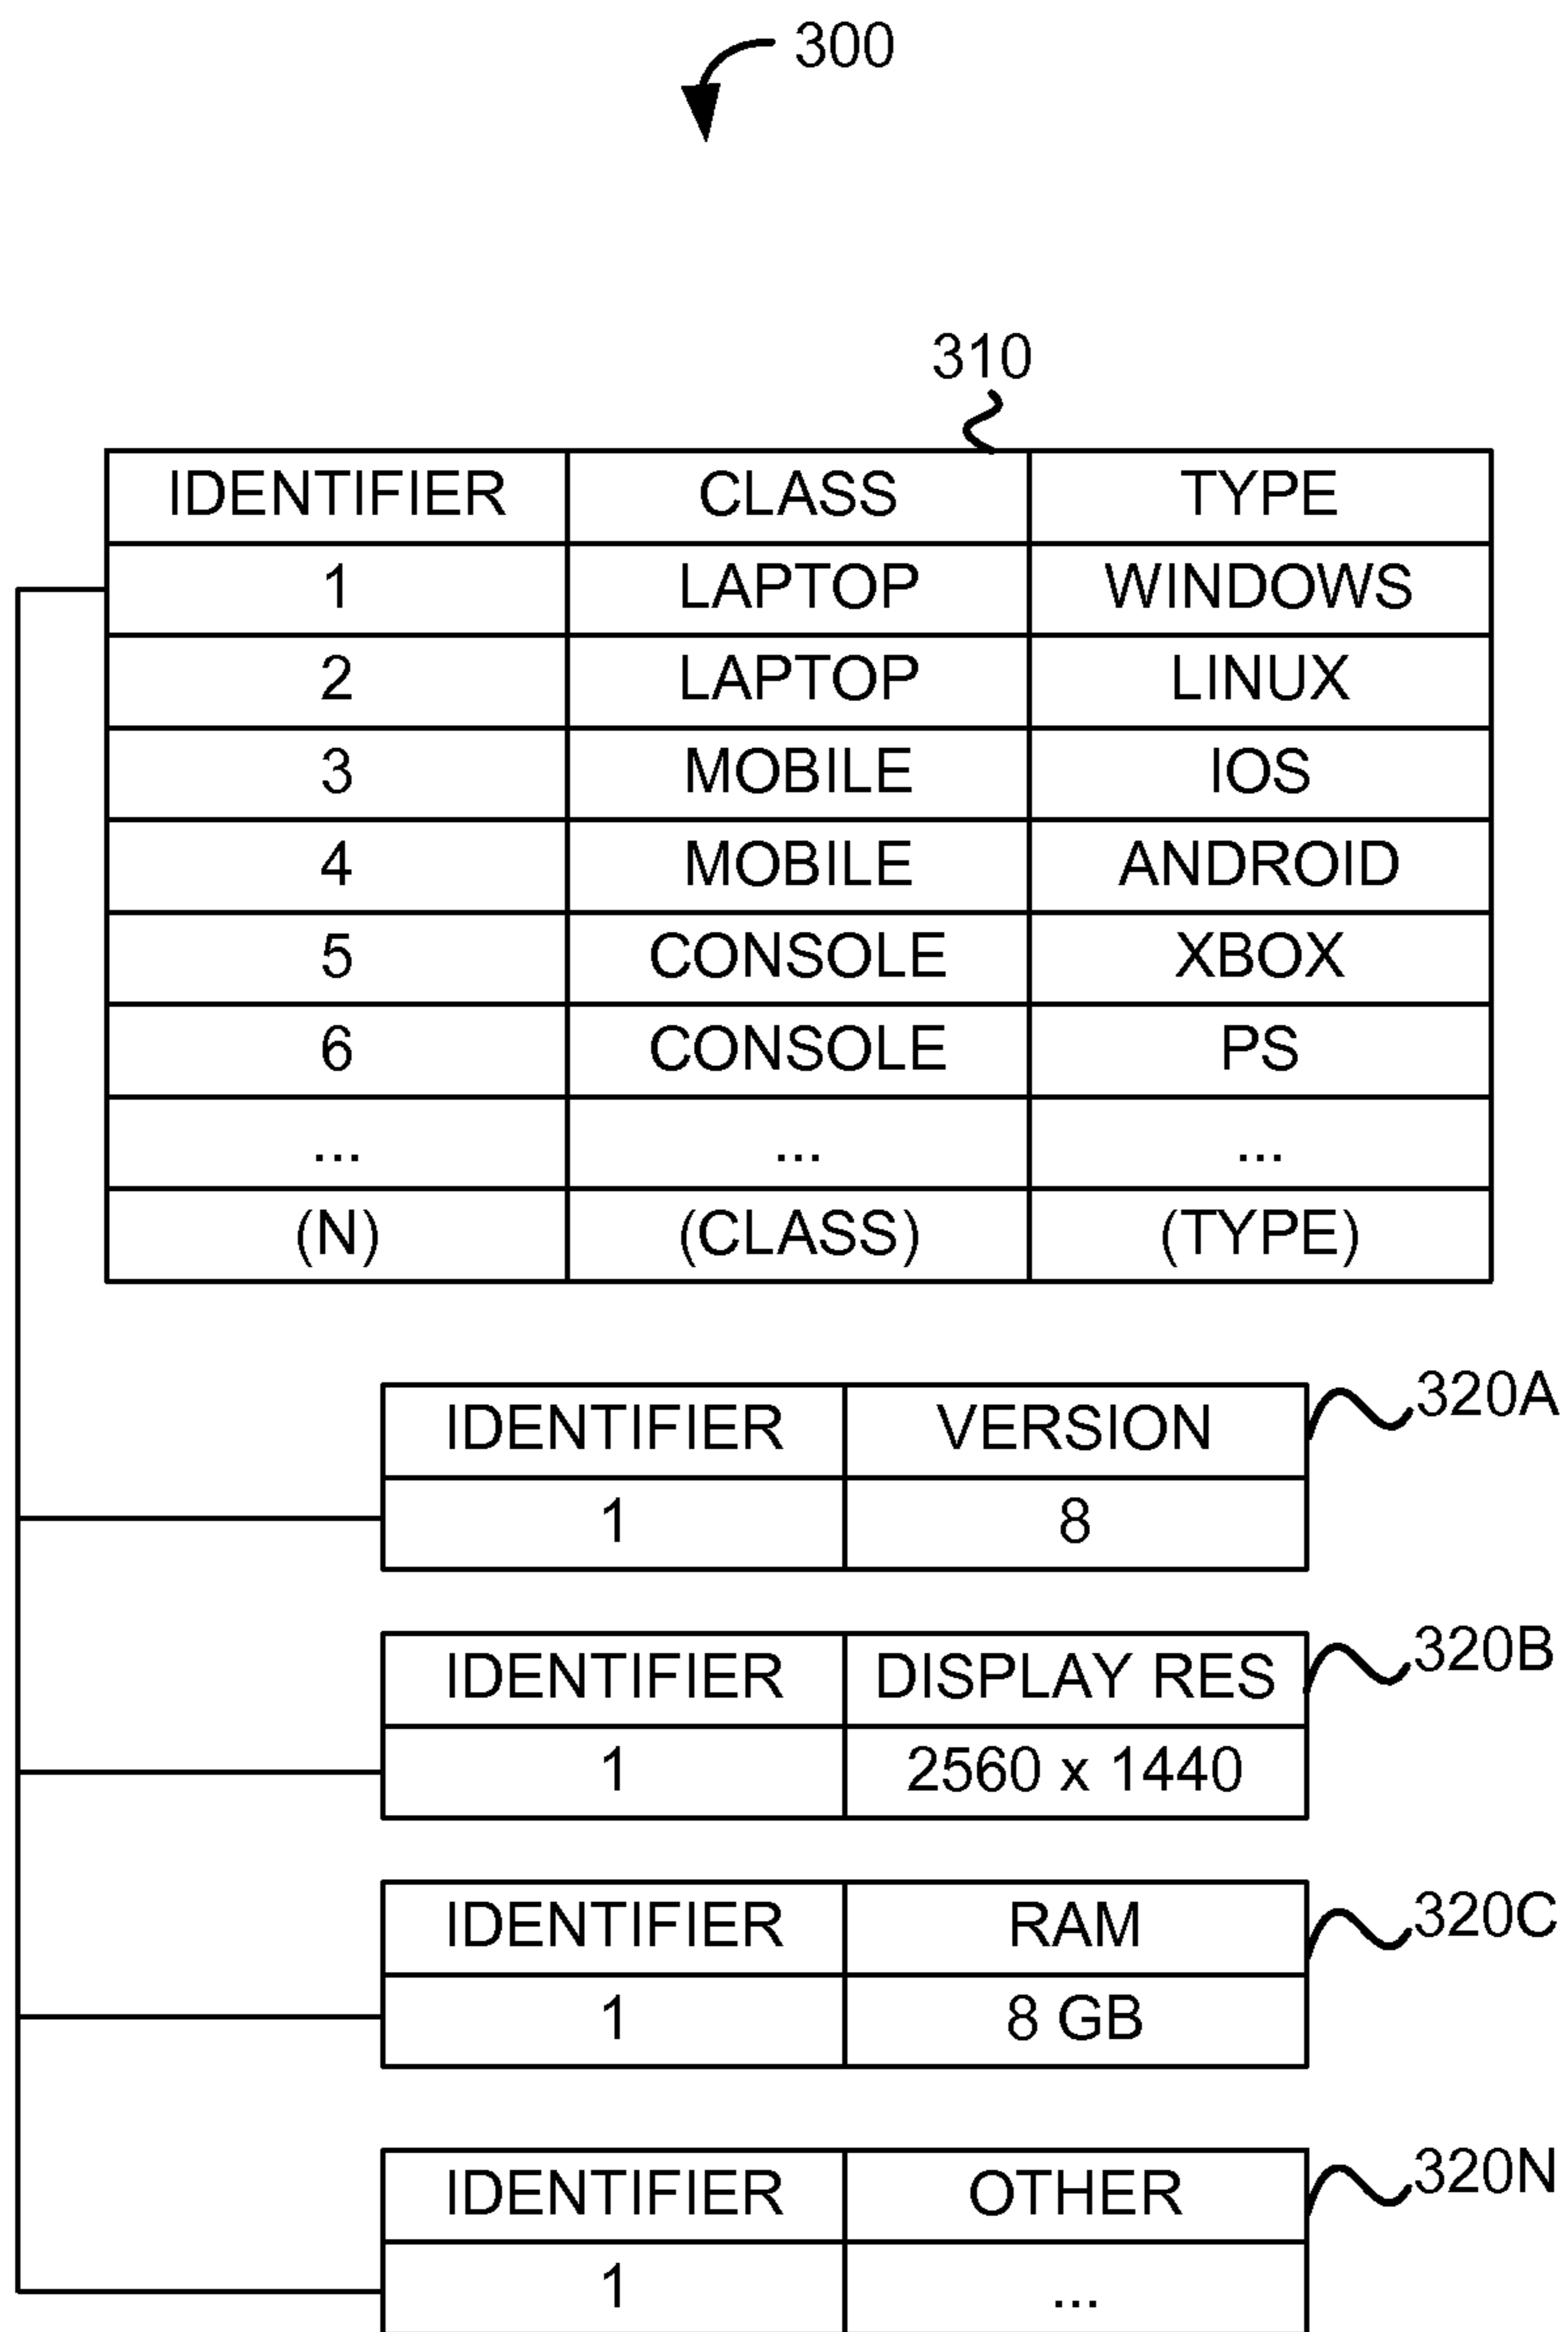 300
310
IDENTIFIER CLASS TYPE
1 LAPTOP WINDOWS
2 LAPTOP LINUX
3 MOBILE IOS
4 MOBILE ANDROID
5 CONSOLE XBOX
6 CONSOLE PS
... ... ...
(N) (CLASS) (TYPE)
320A
IDENTIFIER VERSION
1 8
320B
IDENTIFIER DISPLAY RES
1 2560 x 1440
320C
IDENTIFIER RAM
1 8 GB
320N
IDENTIFIER OTHER
1 ...